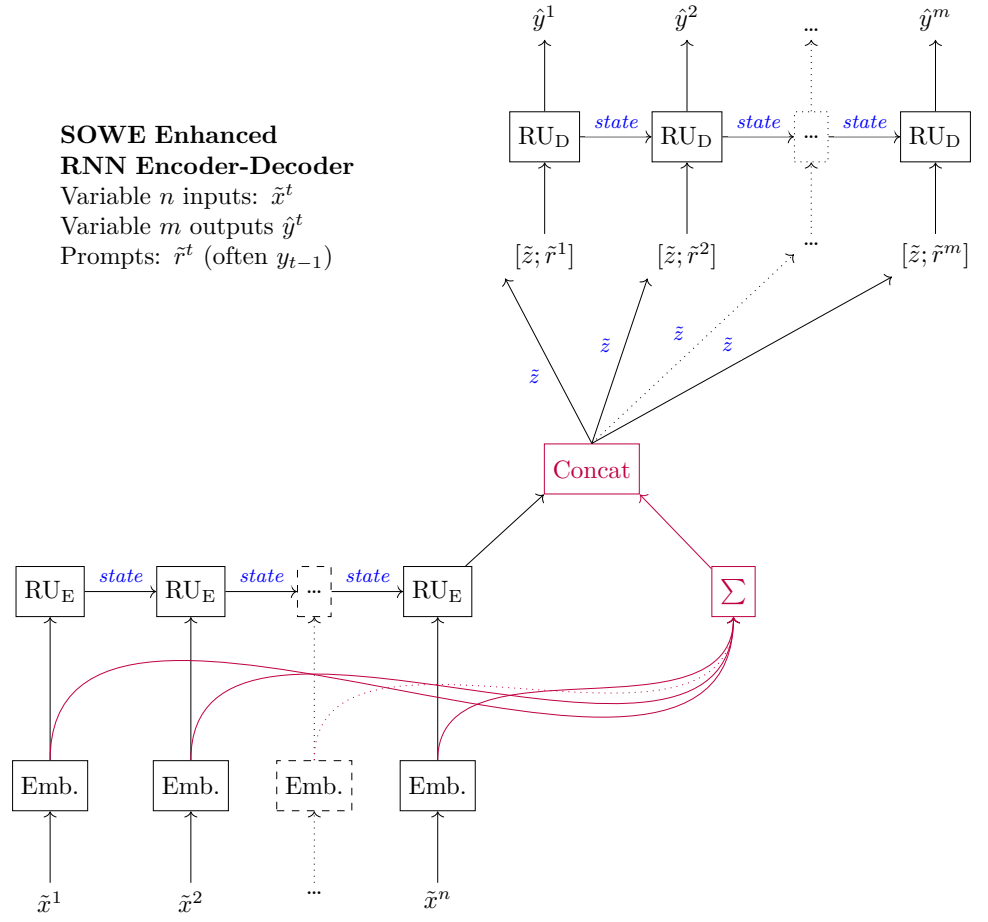 ŷ¹ ŷ² ... ŷᵐ
SOWE Enhanced
RNN Encoder-Decoder
Variable n inputs: x̃ᵗ
Variable m outputs ŷᵗ
Prompts: r̃ᵗ (often yₜ₋₁)
RU_D state RU_D state ... state RU_D
[z̃; r̃¹] [z̃; r̃²] ... [z̃; r̃ᵐ]
z̃ z̃ z̃ z̃
Concat
RU_E state RU_E state ... state RU_E ∑
Emb. Emb. Emb. Emb.
x̃¹ x̃² ... x̃ⁿ